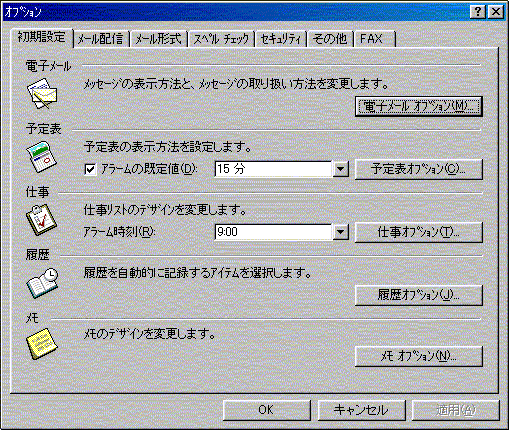 オプション
初期設定 メール配信 メール形式 スペル チェック セキュリティ その他 FAX
電子メール
メッセージの表示方法と、メッセージの取り扱い方法を変更します。
電子メール オプション(M)...
予定表
予定表の表示方法を設定します。
アラームの既定値(D): 15 分 予定表オプション(C)...
仕事
仕事リストのデザインを変更します。
アラーム時刻(R): 9:00 仕事オプション(T)...
履歴
履歴を自動的に記録するアイテムを選択します。
履歴オプション(J)...
メモ
メモのデザインを変更します。
メモ オプション(N)...
OK キャンセル 適用(A)